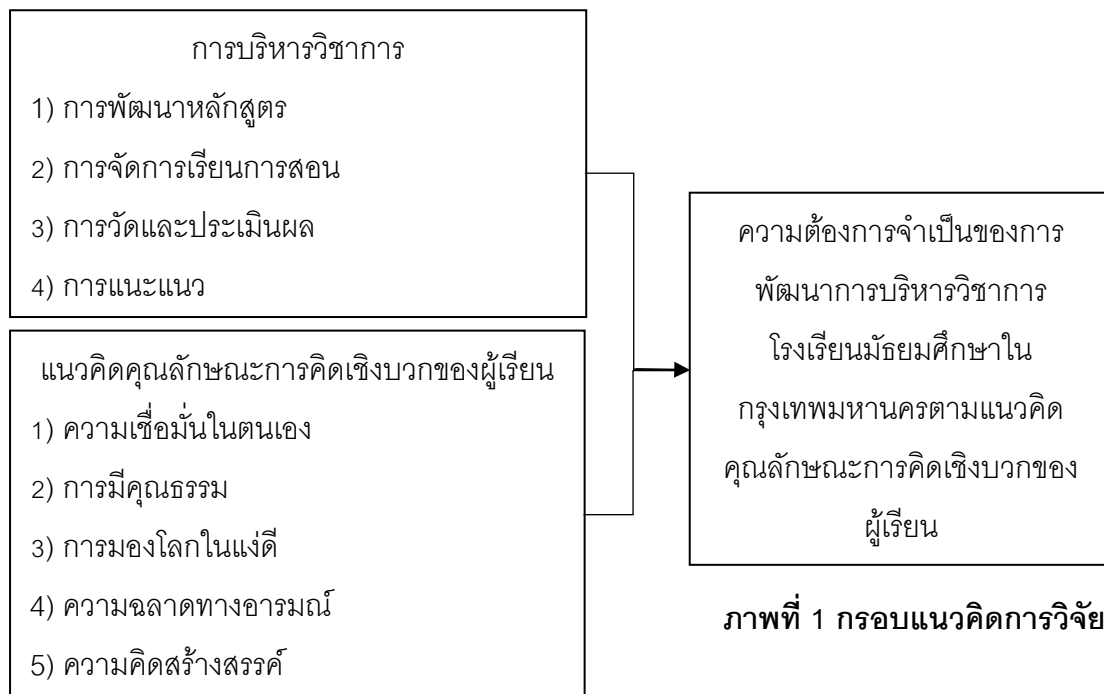 การบริหารวิชาการ
1) การพัฒนาหลักสูตร
2) การจัดการเรียนการสอน
3) การวัดและประเมินผล
4) การแนะแนว
แนวคิดคุณลักษณะการคิดเชิงบวกของผู้เรียน
1) ความเชื่อมั่นในตนเอง
2) การมีคุณธรรม
3) การมองโลกในแง่ดี
4) ความฉลาดทางอารมณ์
5) ความคิดสร้างสรรค์
ความต้องการจำเป็นของการ
พัฒนาการบริหารวิชาการ
โรงเรียนมัธยมศึกษาใน
กรุงเทพมหานครตามแนวคิด
คุณลักษณะการคิดเชิงบวกของ
ผู้เรียน
ภาพที่ 1 กรอบแนวคิดการวิจัย